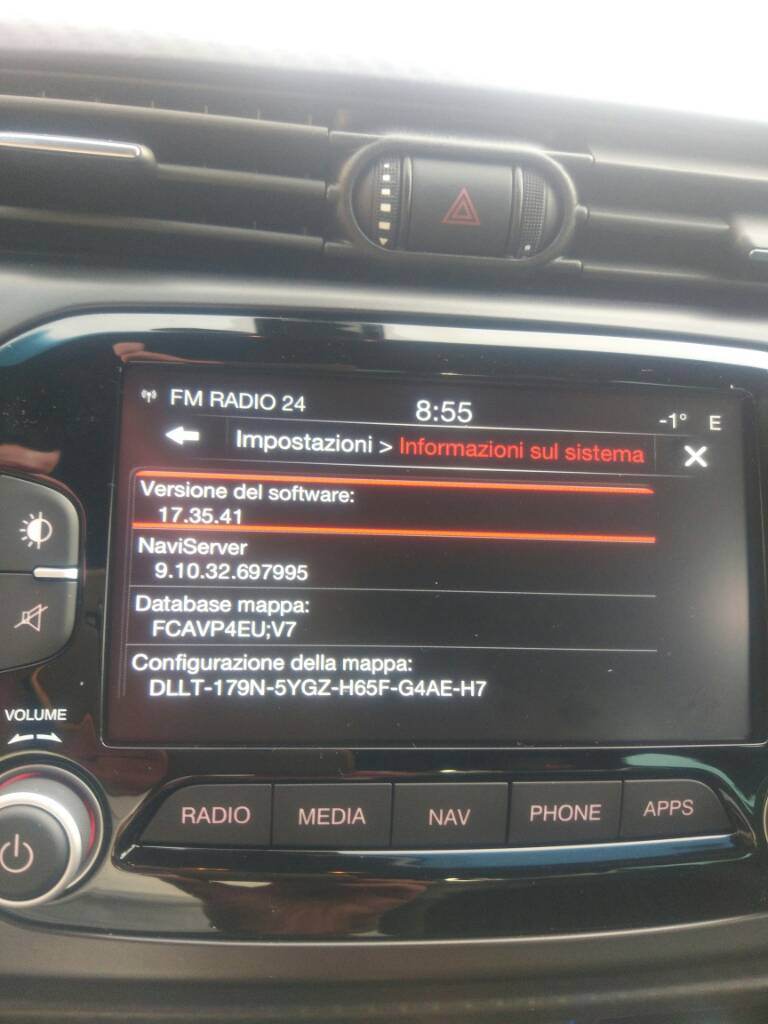 FM RADIO 24
8:55
-1° E
Impostazioni > Informazioni sul sistema
Versione del software:
17.35.41
NaviServer
9.10.32.697995
Database mappa:
FCAVP4EU;V7
Configurazione della mappa:
DLLT-179N-5YGZ-H65F-G4AE-H7
VOLUME
RADIO
MEDIA
NAV
PHONE
APPS